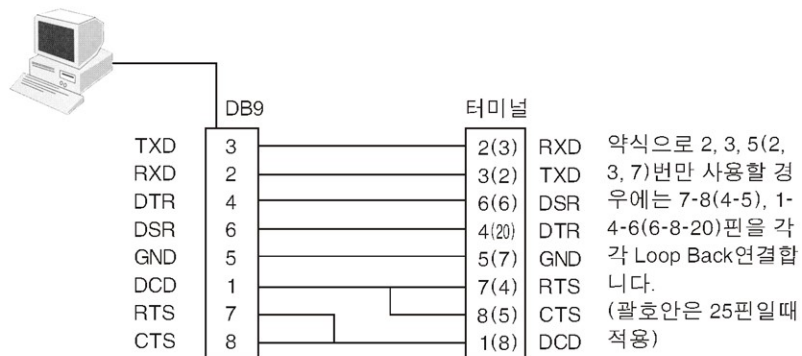 DB9 터미널
TXD 3 2(3) RXD
RXD 2 3(2) TXD
DTR 4 6(6) DSR
DSR 6 4(20) DTR
GND 5 5(7) GND
DCD 1 7(4) RTS
RTS 7 8(5) CTS
CTS 8 1(8) DCD
약식으로 2, 3, 5(2,
3, 7)번만 사용할 경
우에는 7-8(4-5), 1-
4-6(6-8-20)핀을 각
각 Loop Back연결합
니다.
(괄호안은 25핀일때
적용)